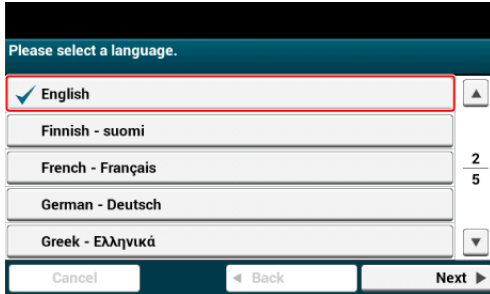 Please select a language.
English
Finnish - suomi
French - Français
German - Deutsch
Greek - Ελληνικά
2
5
Cancel
Back
Next